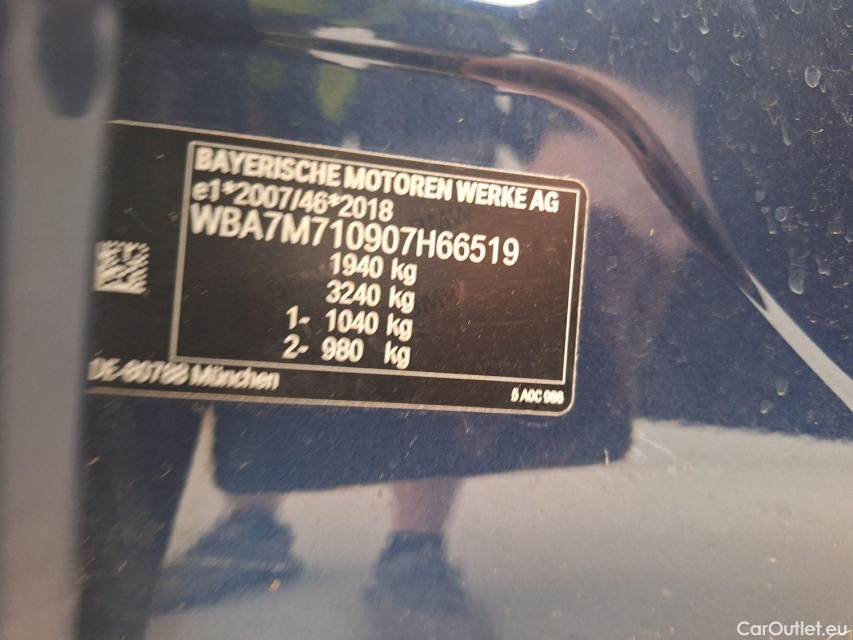 BAYERISCHE MOTOREN WERKE AG
e1*2007/46*2018
WBA7M710907H66519
1940 kg
3240 kg
1- 1040 kg
2- 980 kg
DE-80788 München
CarOutlet.eu